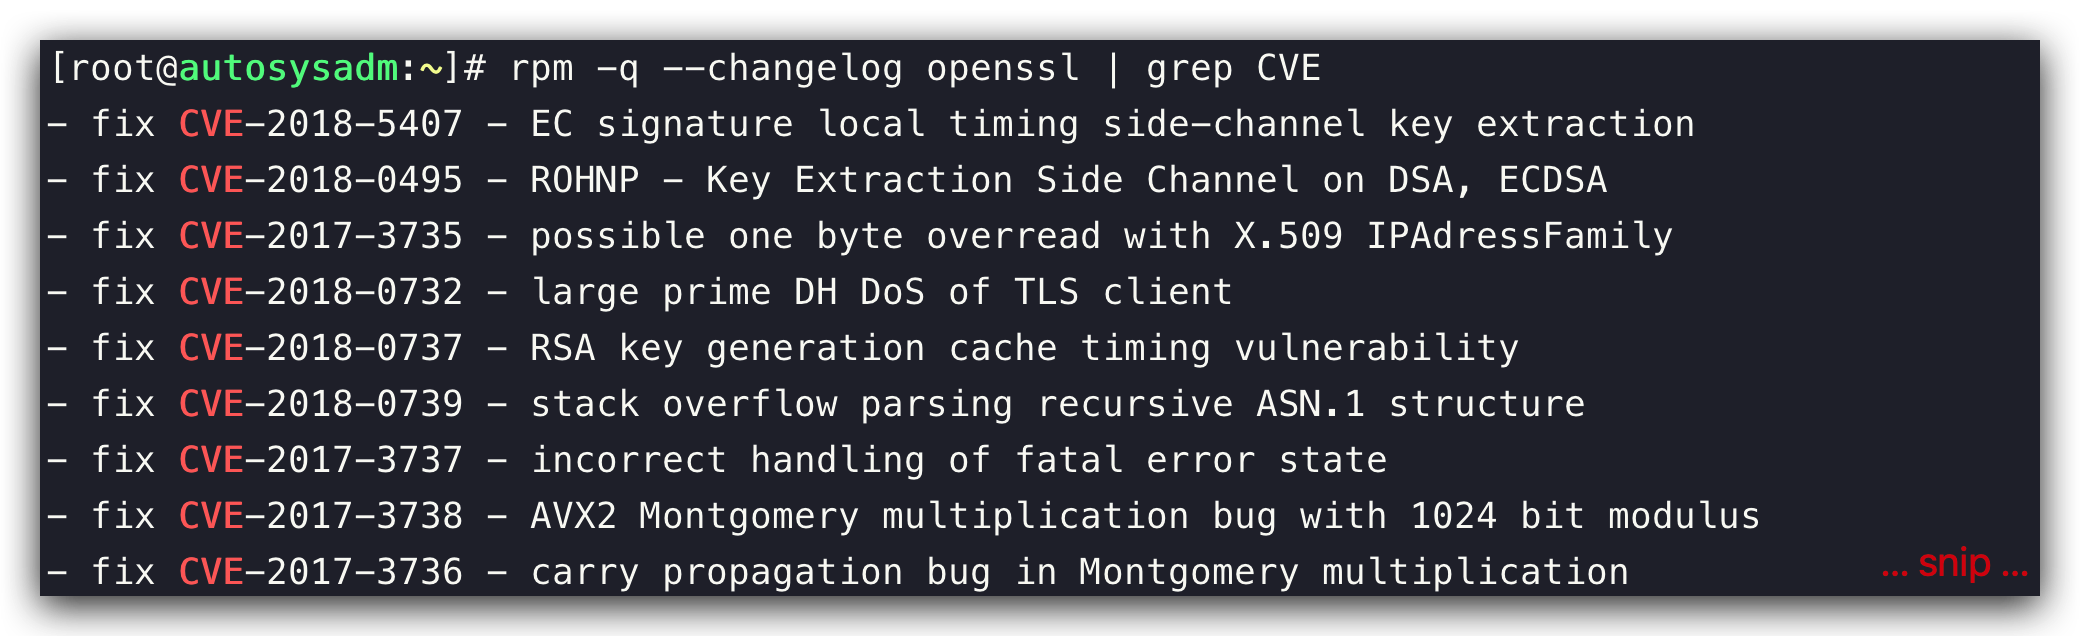 [root@autosysadm:~]# rpm -q --changelog openssl | grep CVE
- fix CVE-2018-5407 - EC signature local timing side-channel key extraction
- fix CVE-2018-0495 - ROHNP - Key Extraction Side Channel on DSA, ECDSA
- fix CVE-2017-3735 - possible one byte overread with X.509 IPAdressFamily
- fix CVE-2018-0732 - large prime DH DoS of TLS client
- fix CVE-2018-0737 - RSA key generation cache timing vulnerability
- fix CVE-2018-0739 - stack overflow parsing recursive ASN.1 structure
- fix CVE-2017-3737 - incorrect handling of fatal error state
- fix CVE-2017-3738 - AVX2 Montgomery multiplication bug with 1024 bit modulus
- fix CVE-2017-3736 - carry propagation bug in Montgomery multiplication
... snip ...